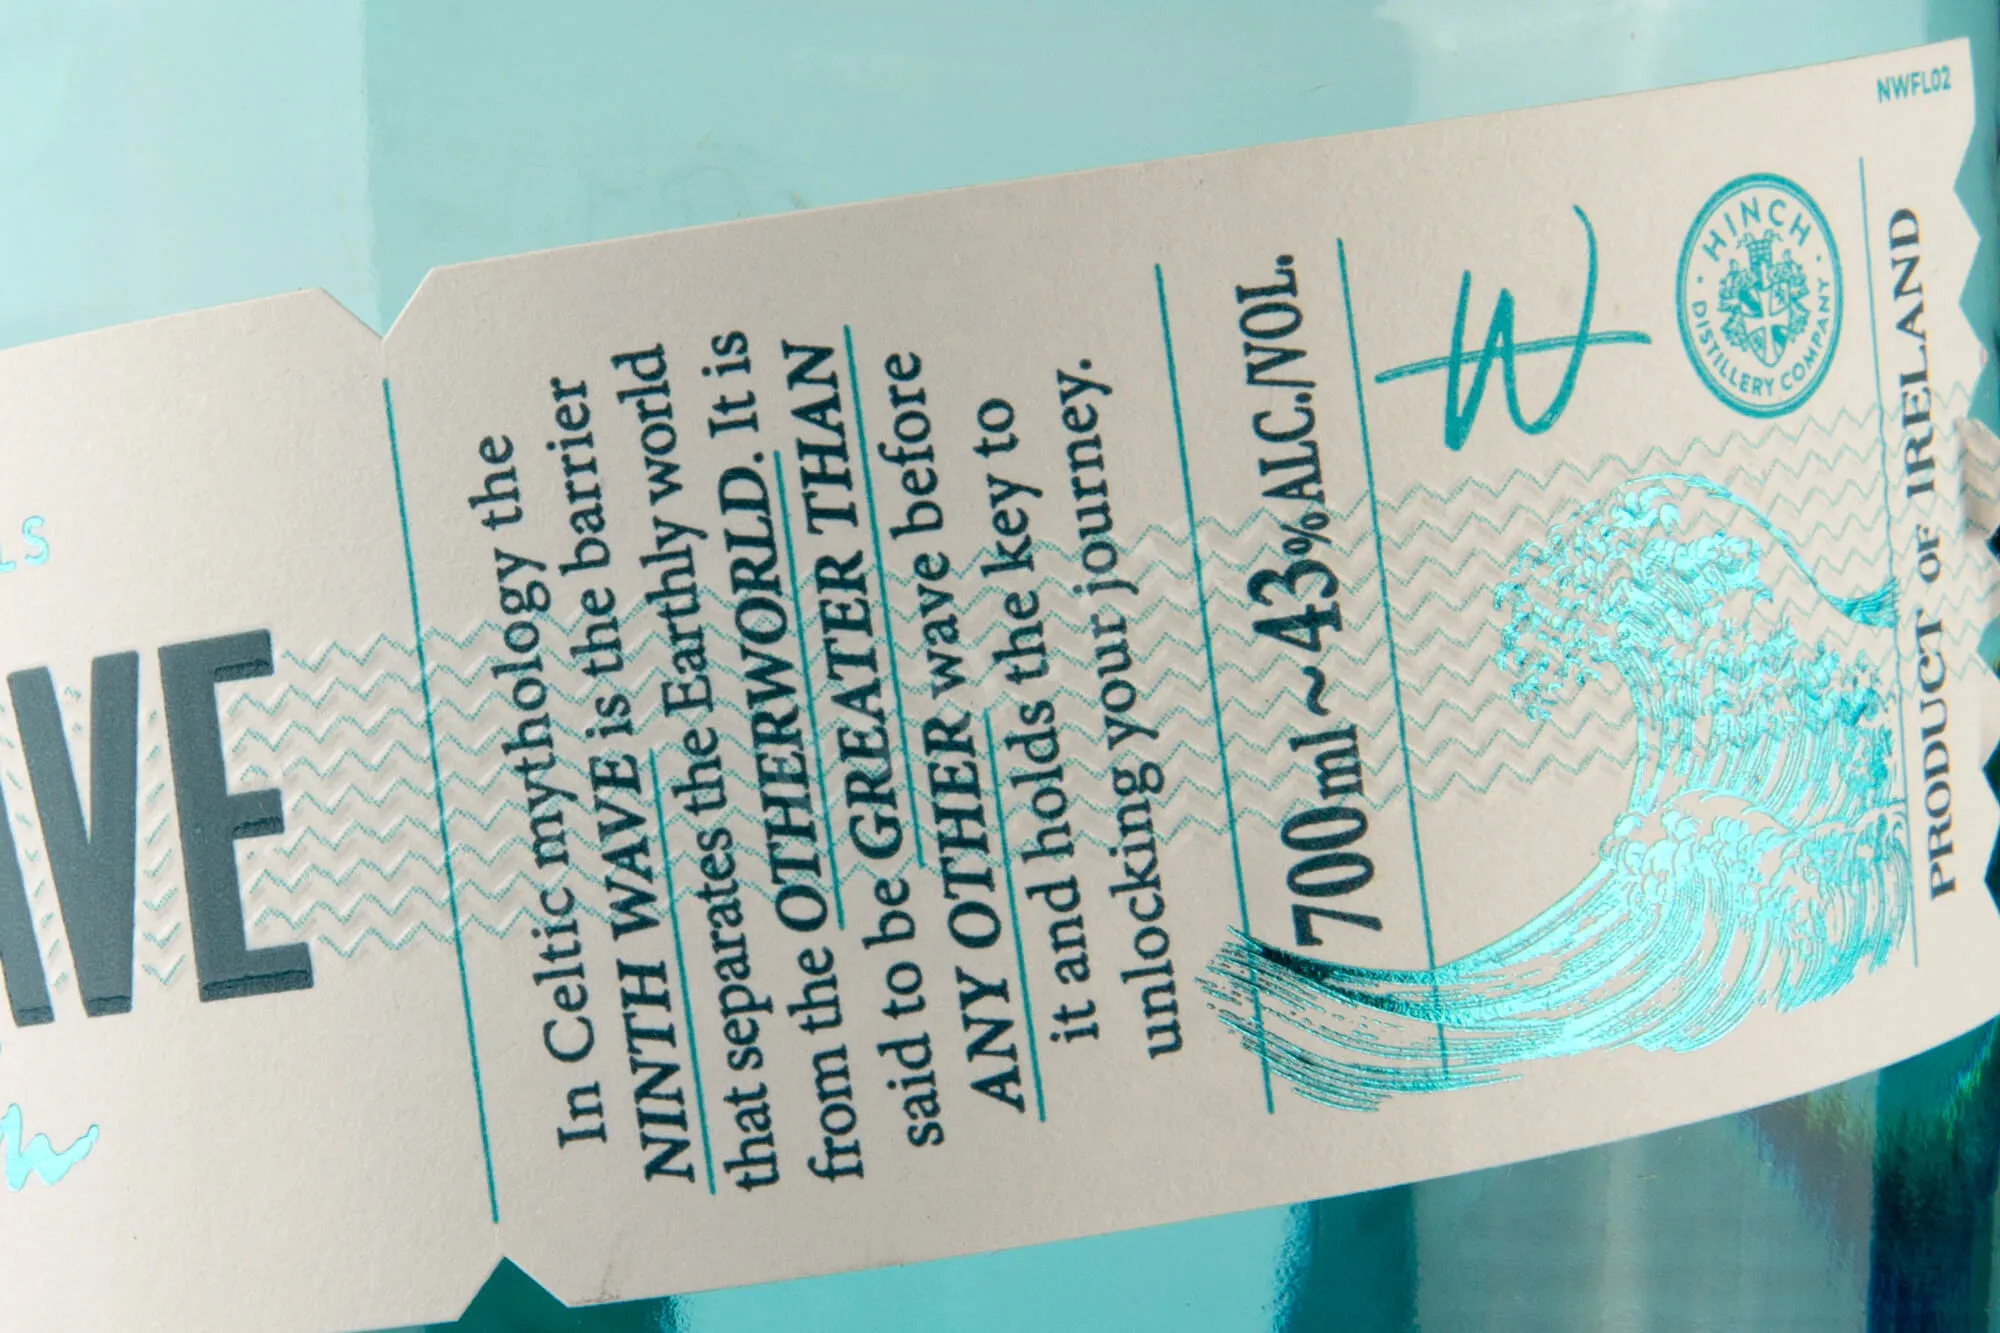 LS
AVE
In Celtic mythology the
NINTH WAVE is the barrier
that separates the Earthly world
from the OTHERWORLD. It is
said to be GREATER THAN
ANY OTHER wave before
it and holds the key to
unlocking your journey.
700ml ~ 43% ALC./VOL.
HINCH
DISTILLERY COMPANY
PRODUCT OF IRELAND
NWFL02